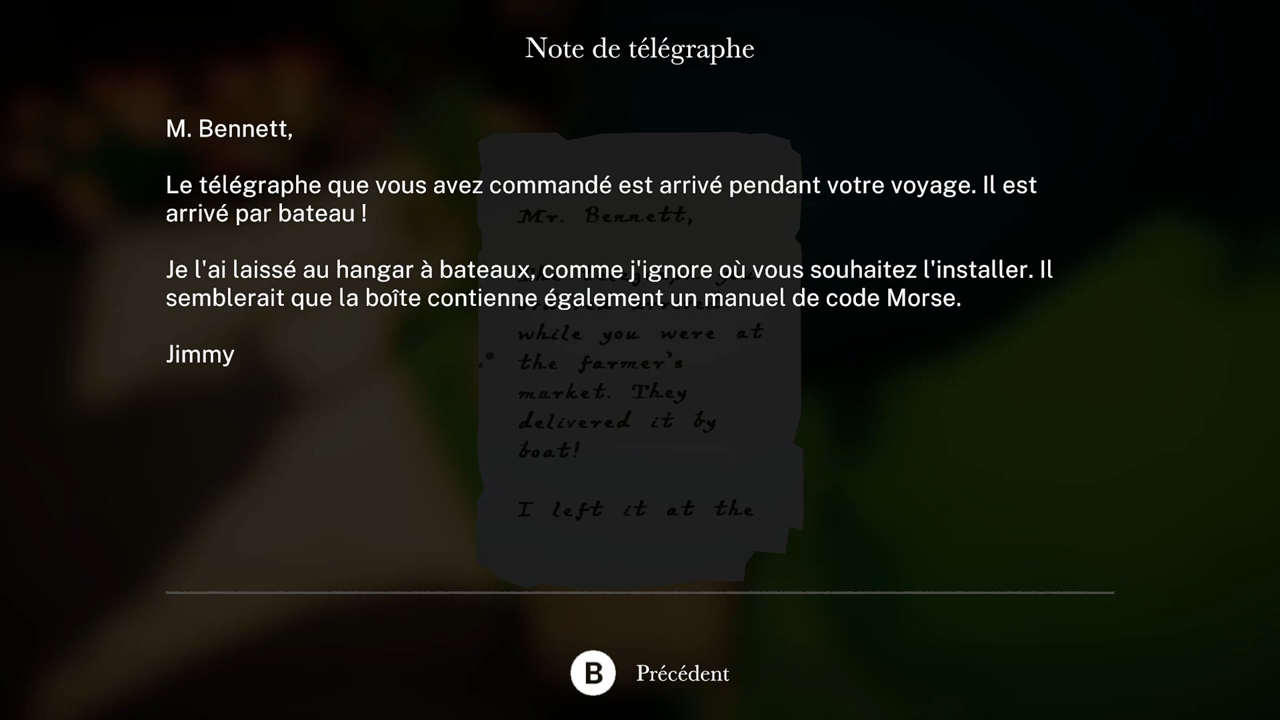 Note de télégraphe
M. Bennett,
Le télégraphe que vous avez commandé est arrivé pendant votre voyage. Il est
arrivé par bateau !
Je l'ai laissé au hangar à bateaux, comme j'ignore où vous souhaitez l'installer. Il
semblerait que la boîte contienne également un manuel de code Morse.
Jimmy
Mr. Bennett,
while you were at
the farmer's
market. They
delivered it by
boat!
I left it at the
B Précédent